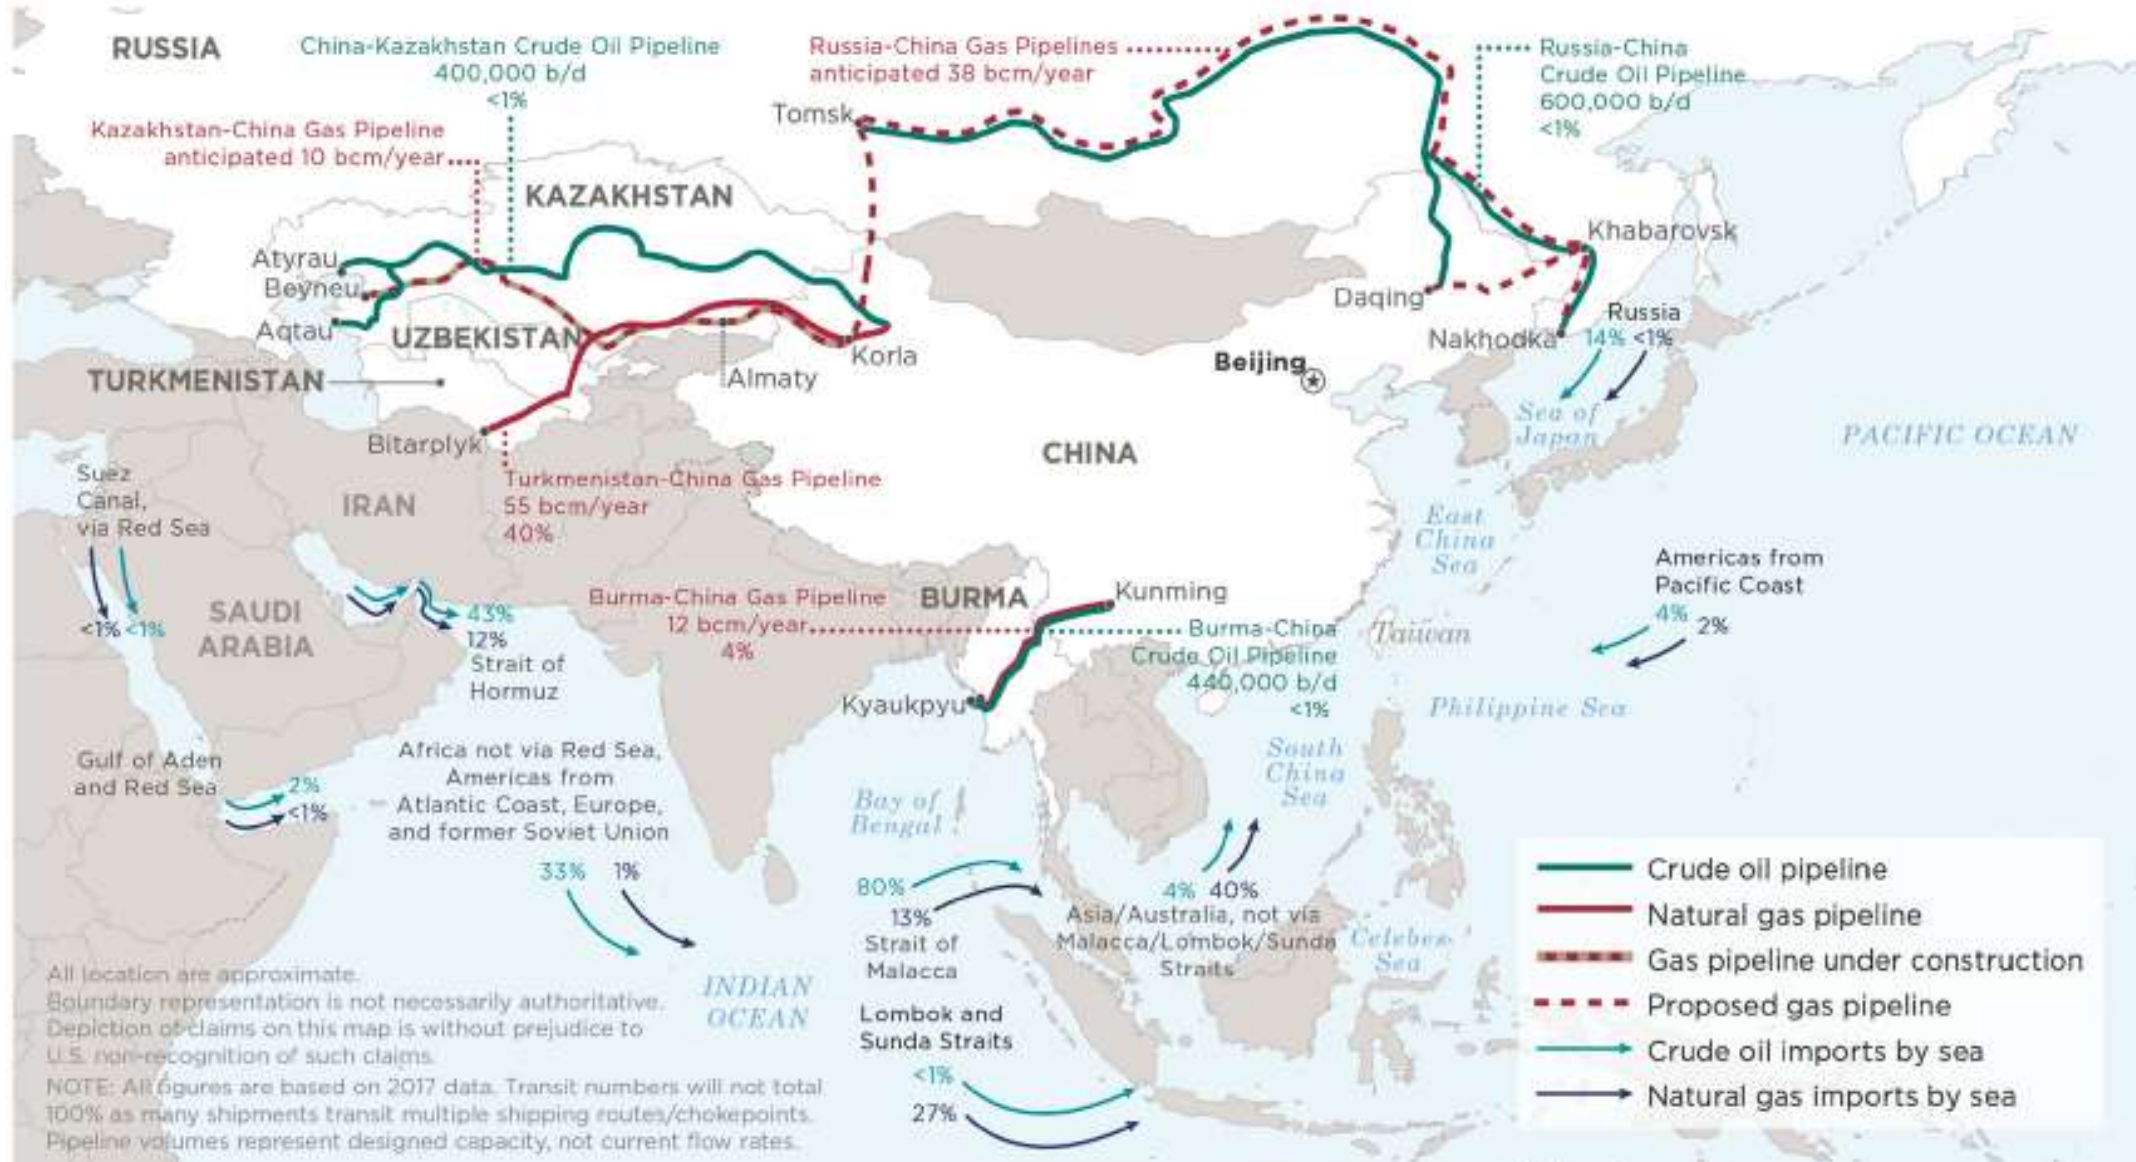 RUSSIA
China-Kazakhstan Crude Oil Pipeline
400,000 b/d
<1%
Russia-China Gas Pipelines
anticipated 38 bcm/year
Russia-China
Crude Oil Pipeline
600,000 b/d
<1%
Tomsk
Kazakhstan-China Gas Pipeline
anticipated 10 bcm/year
KAZAKHSTAN
Atyrau
Beyneu
Aqtau
UZBEKISTAN
TURKMENISTAN
Almaty
Korla
Bitarplyk
Khabarovsk
Daqing
Nakhodka
Russia
14% <1%
Beijing
Sea of
Japan
PACIFIC OCEAN
CHINA
Turkmenistan-China Gas Pipeline
55 bcm/year
40%
Suez
Canal,
via Red Sea
<1% <1%
IRAN
SAUDI
ARABIA
43%
12%
Strait of
Hormuz
East
China
Sea
Americas from
Pacific Coast
4%
2%
Burma-China Gas Pipeline
12 bcm/year
4%
BURMA
Kunming
Burma-China
Crude Oil Pipeline
440,000 b/d
<1%
Taiwan
Kyaukpyu
Philippine Sea
Gulf of Aden
and Red Sea
2%
<1%
Africa not via Red Sea,
Americas from
Atlantic Coast, Europe,
and former Soviet Union
33% 1%
Bay of
Bengal
South
China
Sea
80%
13%
Strait of
Malacca
4% 40%
Asia/Australia, not via
Malacca/Lombok/Sunda
Straits
Celebes
Sea
INDIAN
OCEAN
Lombok and
Sunda Straits
<1%
27%
All location are approximate.
Boundary representation is not necessarily authoritative.
Depiction of claims on this map is without prejudice to
U.S. non-recognition of such claims.
NOTE: All figures are based on 2017 data. Transit numbers will not total
100% as many shipments transit multiple shipping routes/chokepoints.
Pipeline volumes represent designed capacity, not current flow rates.
Crude oil pipeline
Natural gas pipeline
Gas pipeline under construction
Proposed gas pipeline
Crude oil imports by sea
Natural gas imports by sea